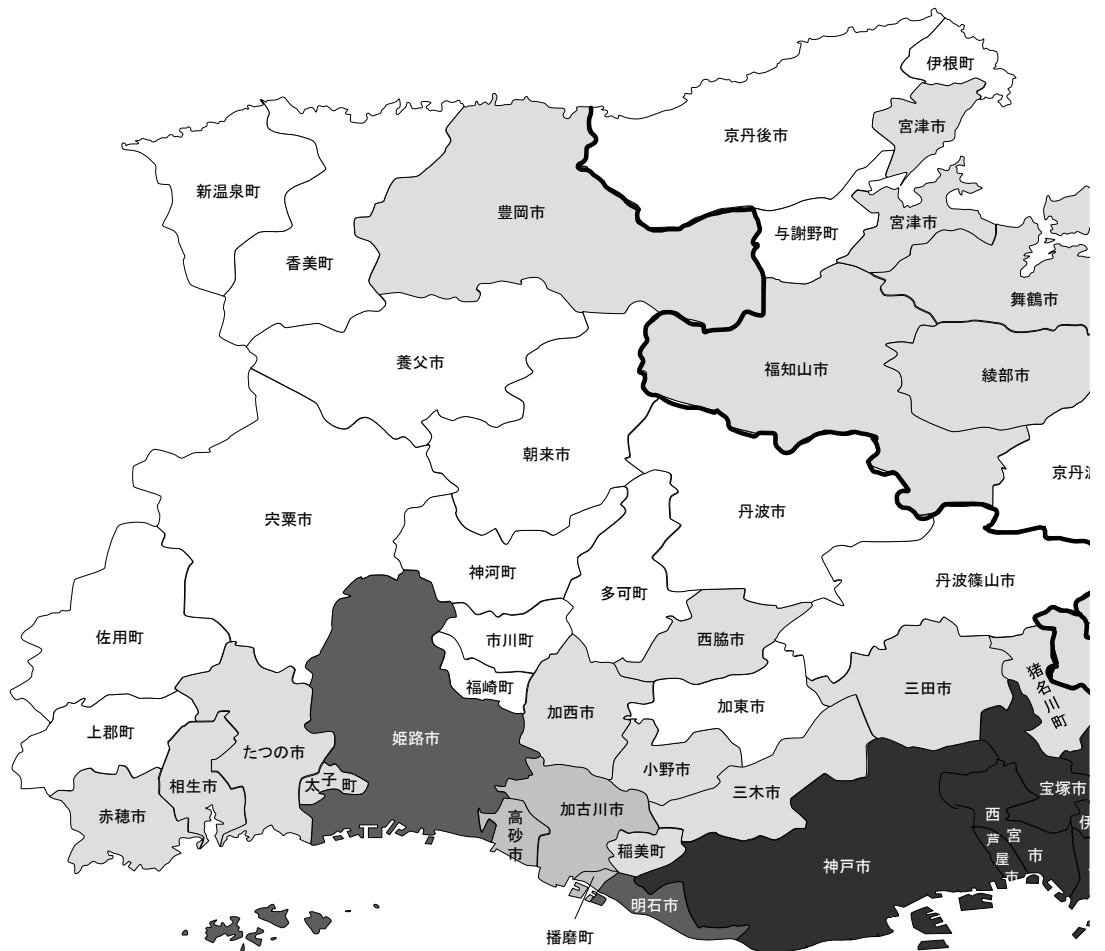 伊根町
宮津市
京丹後市
新温泉町
豊岡市
宮津市
与謝野町
香美町
舞鶴市
養父市
福知山市
綾部市
朝来市
京丹
宍粟市
丹波市
神河町
多可町
丹波篠山市
佐用町
市川町
西脇市
福崎町
三田市
猪名川町
加西市
加東市
上郡町
姫路市
たつの市
小野市
太子町
相生市
三木市
宝塚市
赤穂市
加古川市
高砂市
西宮市
伊
芦屋市
稲美町
神戸市
明石市
播磨町